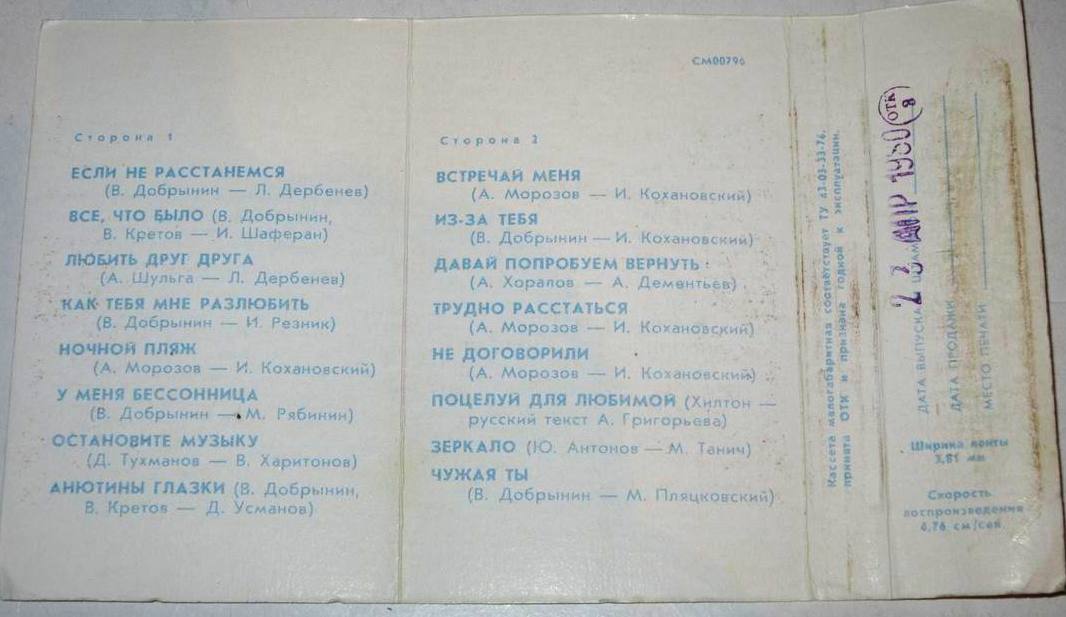 Сторона 1
ЕСЛИ НЕ РАССТАНЕМСЯ
(В. Добрынин — Л. Дербенев)
ВСЕ, ЧТО БЫЛО (В. Добрынин,
В. Кретов — И. Шаферан)
ЛЮБИТЬ ДРУГ ДРУГА
(А. Шульга — Л. Дербенев)
КАК ТЕБЯ МНЕ РАЗЛЮБИТЬ
(В. Добрынин — И. Резник)
НОЧНОЙ ПЛЯЖ
(А. Морозов — И. Кохановский)
У МЕНЯ БЕССОННИЦА
(В. Добрынин — М. Рябинин)
ОСТАНОВИТЕ МУЗЫКУ
(Д. Тухманов — В. Харитонов)
АНЮТИНЫ ГЛАЗКИ (В. Добрынин,
В. Кретов — Д. Усманов)
СМ00796
Сторона 2
ВСТРЕЧАЙ МЕНЯ
(А. Морозов — И. Кохановский)
ИЗ-ЗА ТЕБЯ
(В. Добрынин — И. Кохановский)
ДАВАЙ ПОПРОБУЕМ ВЕРНУТЬ
(А. Хоралов — А. Дементьев)
ТРУДНО РАССТАТЬСЯ
(А. Морозов — И. Кохановский)
НЕ ДОГОВОРИЛИ
(А. Морозов — И. Кохановский)
ПОЦЕЛУЙ ДЛЯ ЛЮБИМОЙ (Хилтон —
русский текст А. Григорьева)
ЗЕРКАЛО (Ю. Антонов — М. Танич)
ЧУЖАЯ ТЫ
(В. Добрынин — М. Пляцковский)
Кассета малогабаритная соответствует ТУ 43-03-33-76,
принята ОТК и признана годной к эксплуатации.
ДАТА ВЫПУСКА
ОТК 8
ДАТА ПРОДАЖИ
МЕСТО ПЕЧАТИ
Ширина ленты
3,81 мм
Скорость
воспроизведения
4,76 см/сек